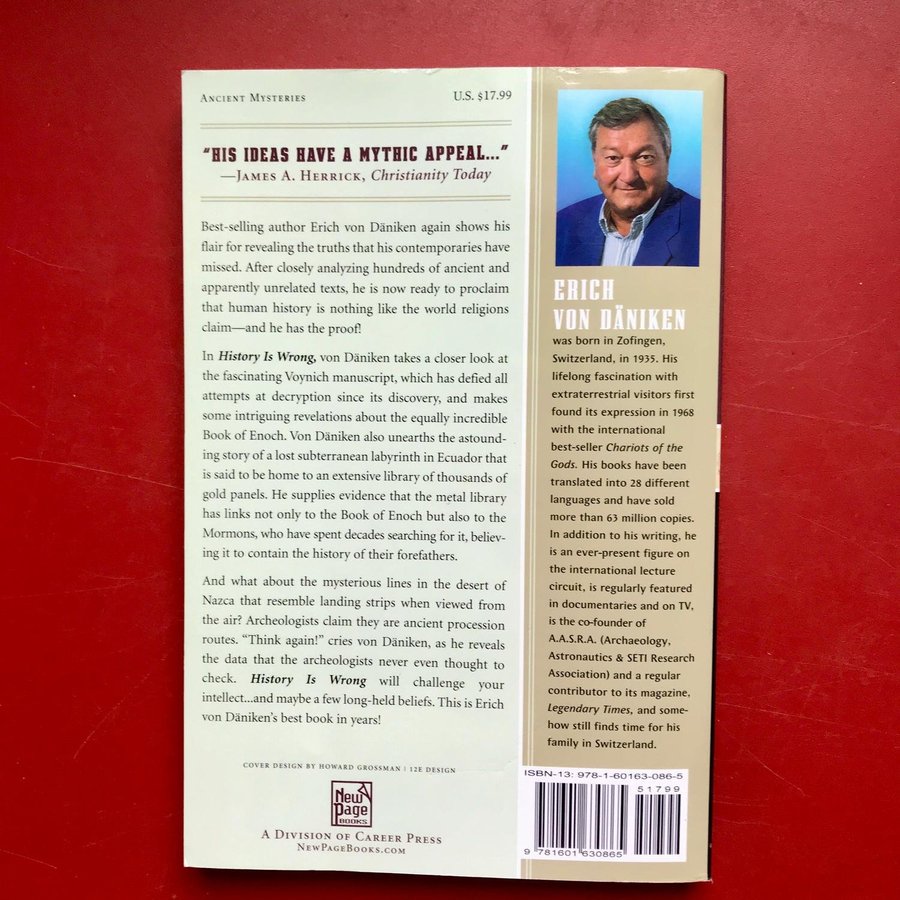 ANCIENT MYSTERIES
U.S. $17.99
"HIS IDEAS HAVE A MYTHIC APPEAL..."
—JAMES A. HERRICK, Christianity Today
Best-selling author Erich von Däniken again shows his
flair for revealing the truths that his contemporaries have
missed. After closely analyzing hundreds of ancient and
apparently unrelated texts, he is now ready to proclaim
that human history is nothing like the world religions
claim—and he has the proof!
In History Is Wrong, von Däniken takes a closer look at
the fascinating Voynich manuscript, which has defied all
attempts at decryption since its discovery, and makes
some intriguing revelations about the equally incredible
Book of Enoch. Von Däniken also unearths the astound-
ing story of a lost subterranean labyrinth in Ecuador that
is said to be home to an extensive library of thousands of
gold panels. He supplies evidence that the metal library
has links not only to the Book of Enoch but also to the
Mormons, who have spent decades searching for it, believ-
ing it to contain the history of their forefathers.
And what about the mysterious lines in the desert of
Nazca that resemble landing strips when viewed from
the air? Archeologists claim they are ancient procession
routes. "Think again!" cries von Däniken, as he reveals
the data that the archeologists never even thought to
check. History Is Wrong will challenge your
intellect...and maybe a few long-held beliefs. This is Erich
von Däniken's best book in years!
COVER DESIGN BY HOWARD GROSSMAN | 12E DESIGN
New
Page
BOOKS
A DIVISION OF CAREER PRESS
NEWPAGEBOOKS.COM
ERICH
VON DÄNIKEN
was born in Zofingen,
Switzerland, in 1935. His
lifelong fascination with
extraterrestrial visitors first
found its expression in 1968
with the international
best-seller Chariots of the
Gods. His books have been
translated into 28 different
languages and have sold
more than 63 million copies.
In addition to his writing, he
is an ever-present figure on
the international lecture
circuit, is regularly featured
in documentaries and on TV,
is the co-founder of
A.A.S.R.A. (Archaeology,
Astronautics & SETI Research
Association) and a regular
contributor to its magazine,
Legendary Times, and some-
how still finds time for his
family in Switzerland.
ISBN-13: 978-1-60163-086-5
51799
9 781601 630865